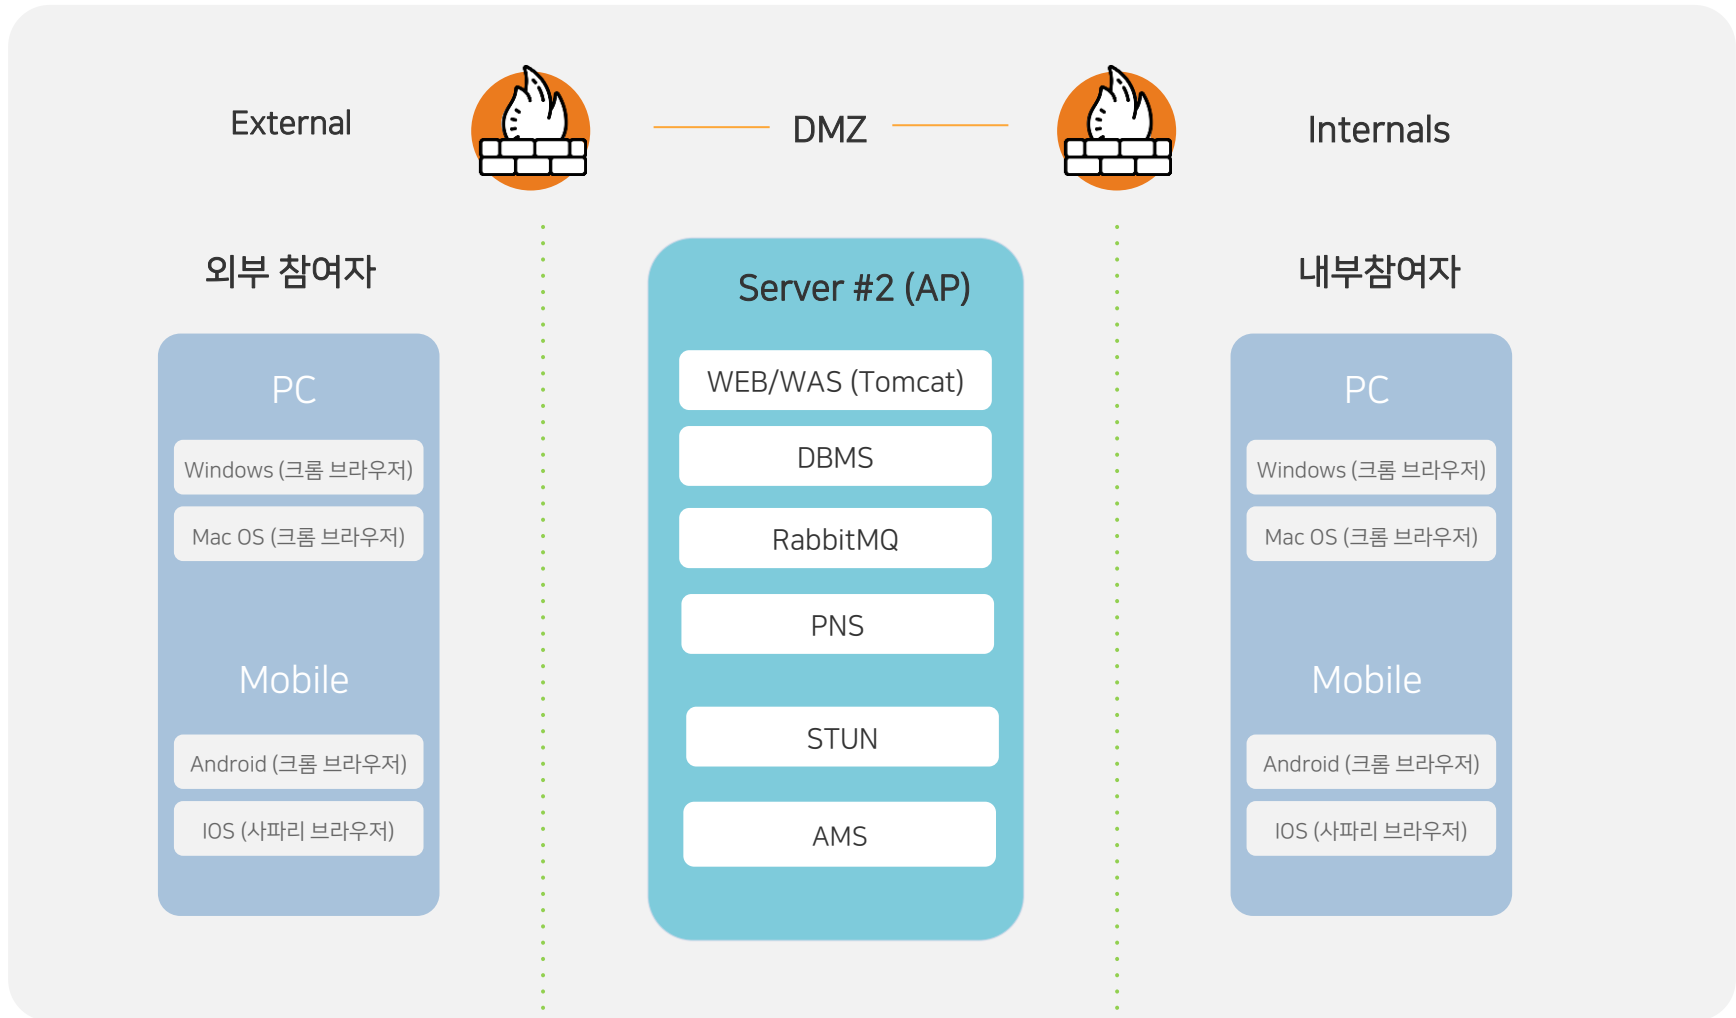 External
DMZ
Internals
외부 참여자
Server #2 (AP)
내부참여자
PC
Windows (크롬 브라우저)
Mac OS (크롬 브라우저)
Mobile
Android (크롬 브라우저)
IOS (사파리 브라우저)
WEB/WAS (Tomcat)
DBMS
RabbitMQ
PNS
STUN
AMS
PC
Windows (크롬 브라우저)
Mac OS (크롬 브라우저)
Mobile
Android (크롬 브라우저)
IOS (사파리 브라우저)